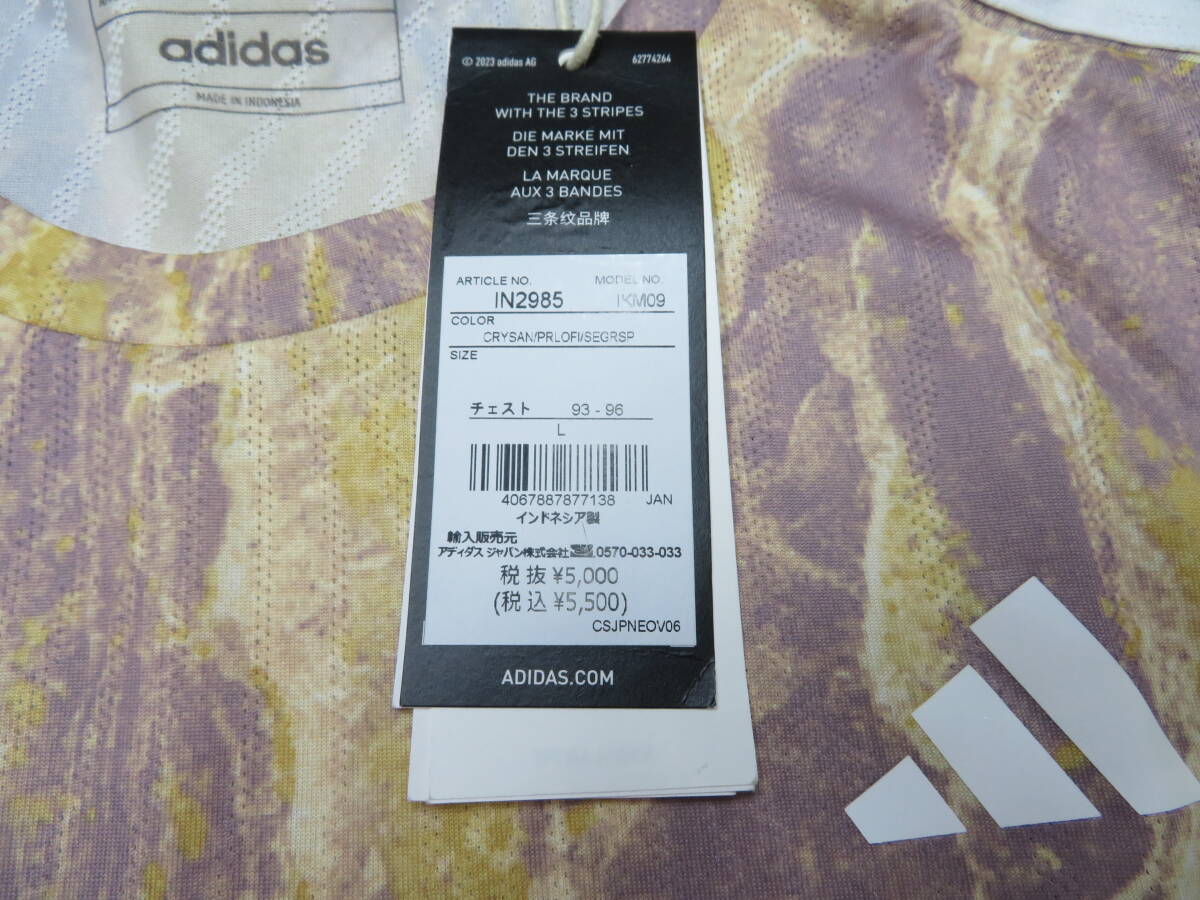 adidas
MADE IN INDONESIA
© 2023 adidas AG 62774264
THE BRAND
WITH THE 3 STRIPES
DIE MARKE MIT
DEN 3 STREIFEN
LA MARQUE
AUX 3 BANDES
三条纹品牌
ARTICLE NO. MODEL NO.
IN2985 IKM09
COLOR
CRYSAN/PRLOFI/SEGRSP
SIZE
チェスト 93 - 96
L
4067887877138 JAN
インドネシア製
輸入販売元
アディダス ジャパン株式会社 0570-033-033
税抜 ¥5,000
(税込 ¥5,500)
CSJPNEOV06
ADIDAS.COM